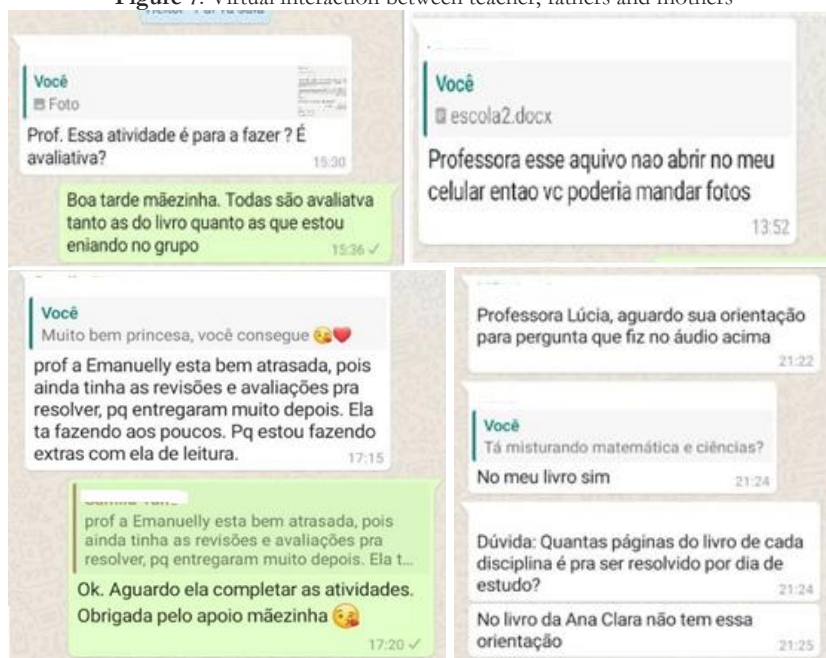 Figure 7. Virtual interaction between teacher, fathers and mothers
Você
Foto
Prof. Essa atividade é para a fazer ? É
avaliativa?
15:30
Boa tarde mãezinha. Todas são avaliatva
tanto as do livro quanto as que estou
eniando no grupo
15:36
Você
escola2.docx
Professora esse aquivo nao abrir no meu
celular entao vc poderia mandar fotos
13:52
Você
Muito bem princesa, você consegue 😘❤️
prof a Emanuelly esta bem atrasada, pois
ainda tinha as revisões e avaliações pra
resolver, pq entregaram muito depois. Ela
ta fazendo aos poucos. Pq estou fazendo
extras com ela de leitura.
17:15
prof a Emanuelly esta bem atrasada, pois
ainda tinha as revisões e avaliações pra
resolver, pq entregaram muito depois. Ela t...
Ok. Aguardo ela completar as atividades.
Obrigada pelo apoio mãezinha 😘
17:20
Professora Lúcia, aguardo sua orientação
para pergunta que fiz no áudio acima
21:22
Você
Tá misturando matemática e ciências?
No meu livro sim
21:24
Dúvida: Quantas páginas do livro de cada
disciplina é pra ser resolvido por dia de
estudo?
21:24
No livro da Ana Clara não tem essa
orientação
21:25